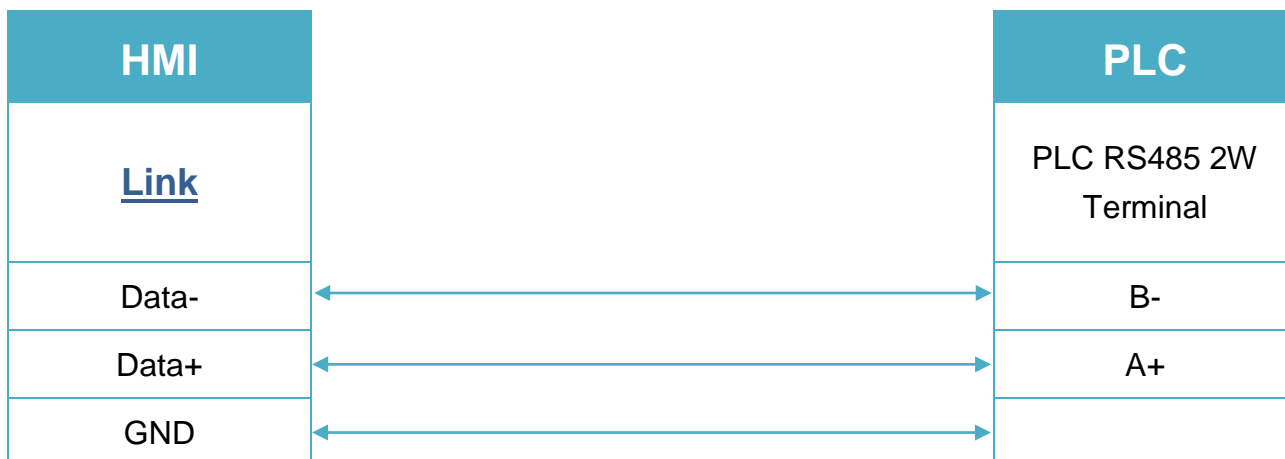 HMI
PLC
Link
PLC RS485 2W
Terminal
Data-
B-
Data+
A+
GND